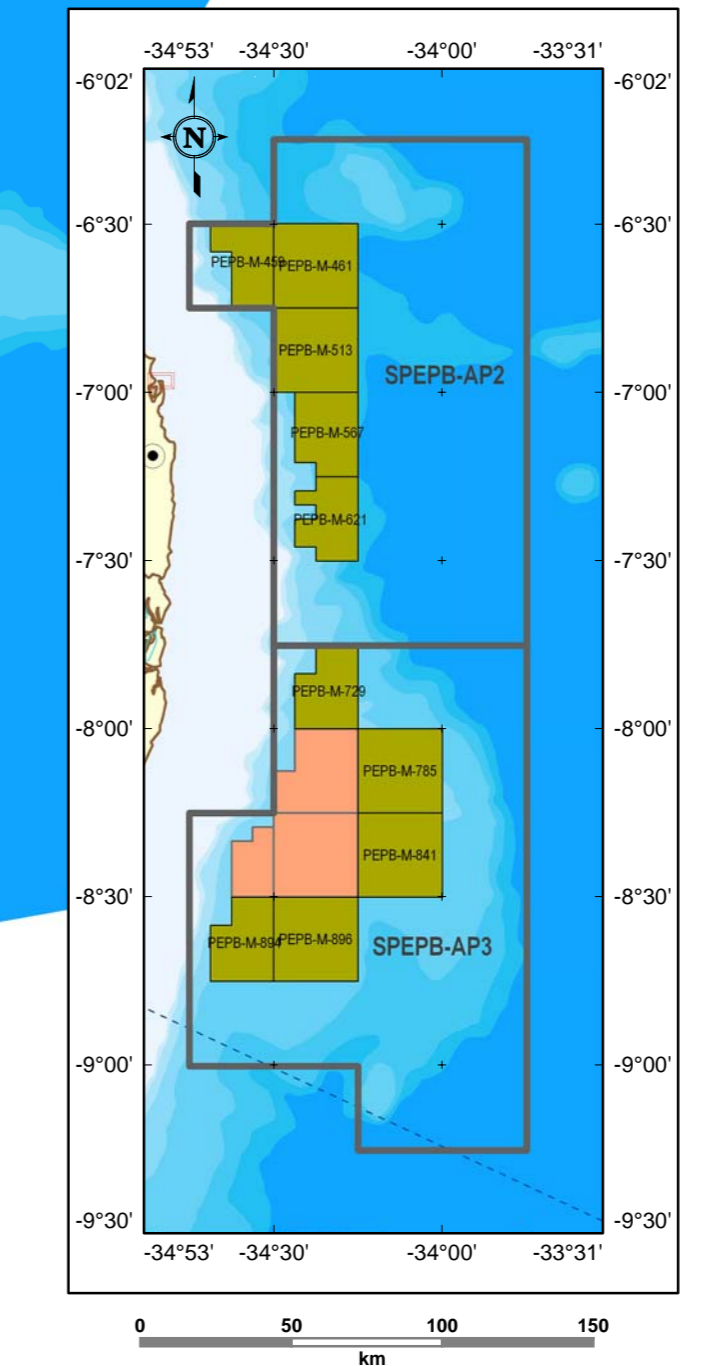 -34°53' -34°30' -34°00' -33°31'
-6°02' -6°02'
N
-6°30' -6°30'
PEPB-M-459 PEPB-M-461
PEPB-M-513
SPEPB-AP2
-7°00' -7°00'
PEPB-M-567
PEPB-M-621
-7°30' -7°30'
PEPB-M-729
-8°00' -8°00'
PEPB-M-785
PEPB-M-841
-8°30' -8°30'
PEPB-M-894 PEPB-M-896 SPEPB-AP3
-9°00' -9°00'
-9°30' -9°30'
-34°53' -34°30' -34°00' -33°31'
0 50 100 150
km